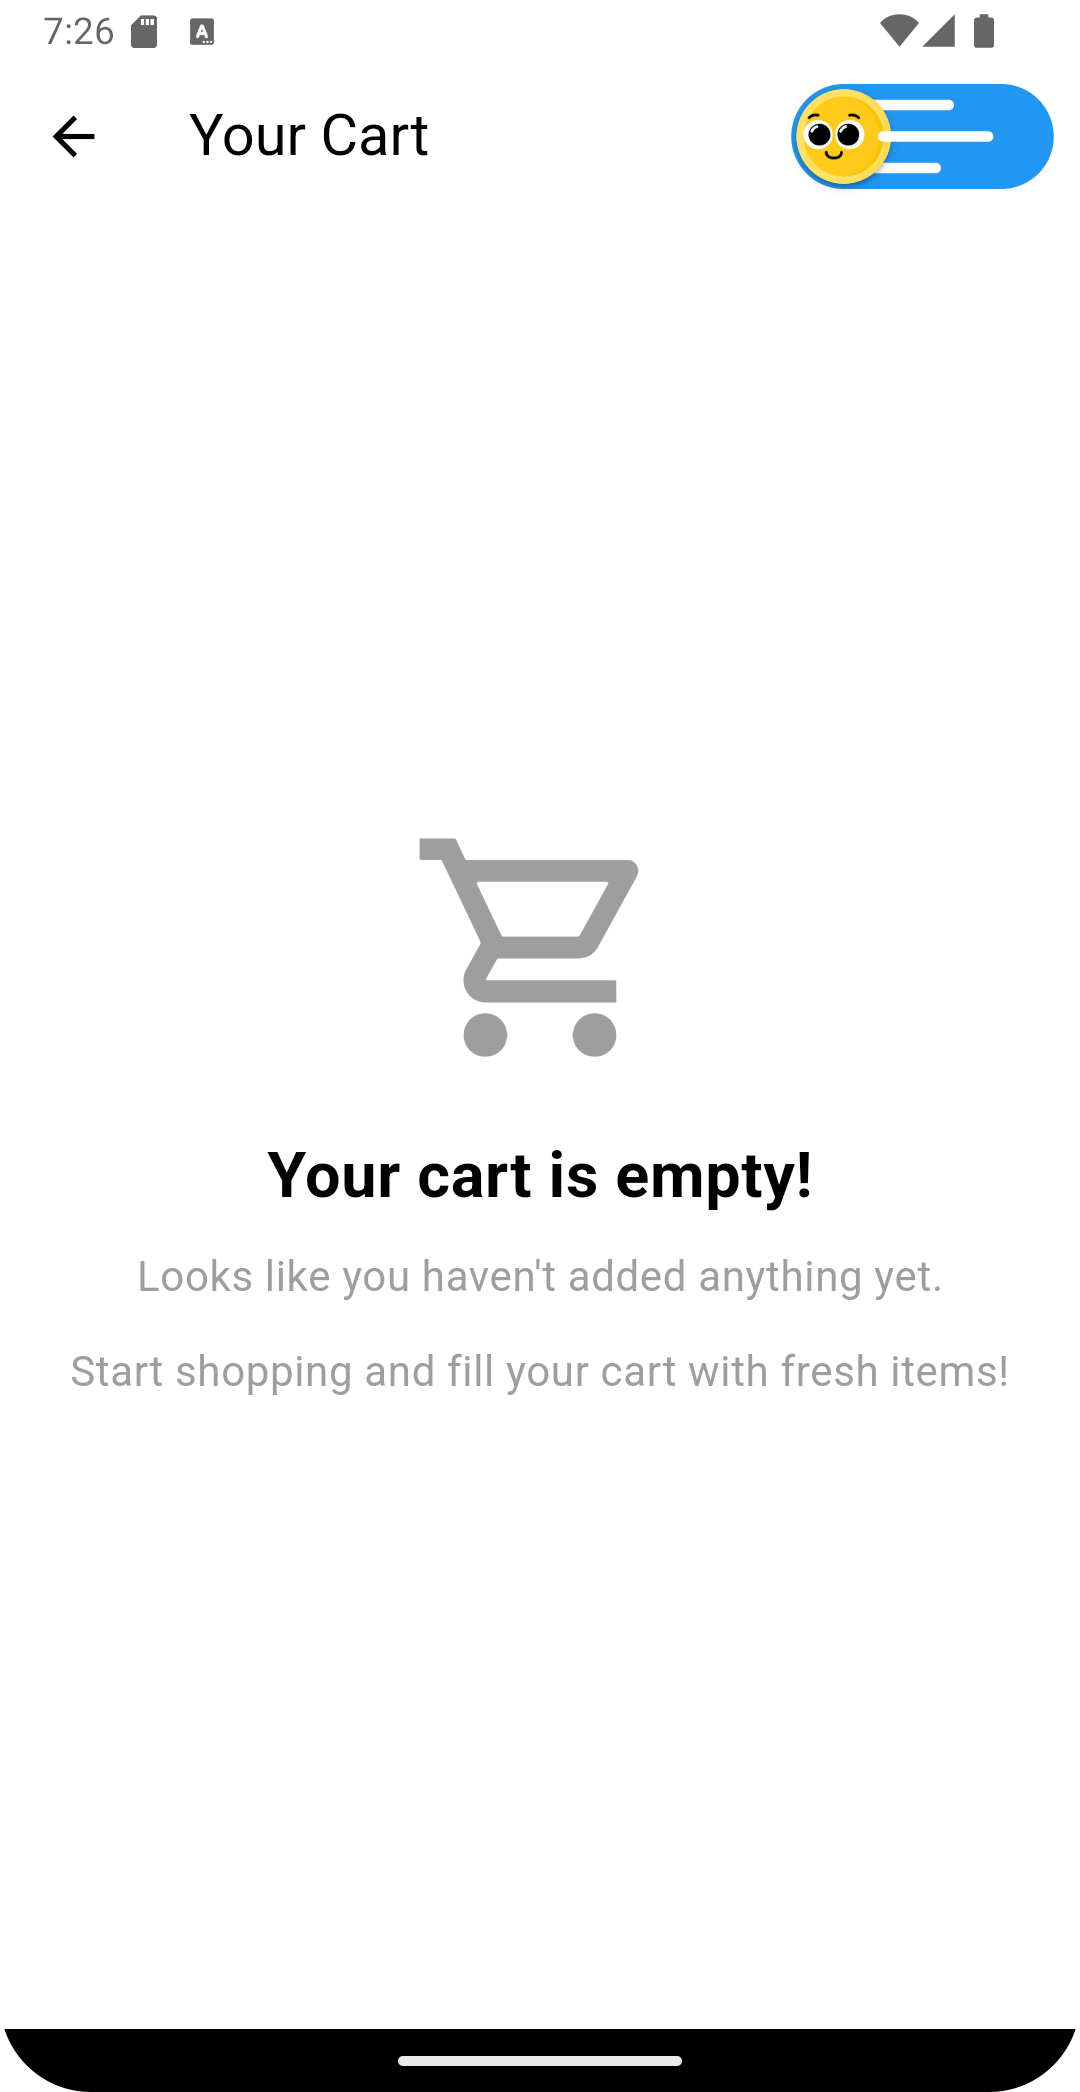 7:26
Your Cart
Your cart is empty!
Looks like you haven't added anything yet.
Start shopping and fill your cart with fresh items!